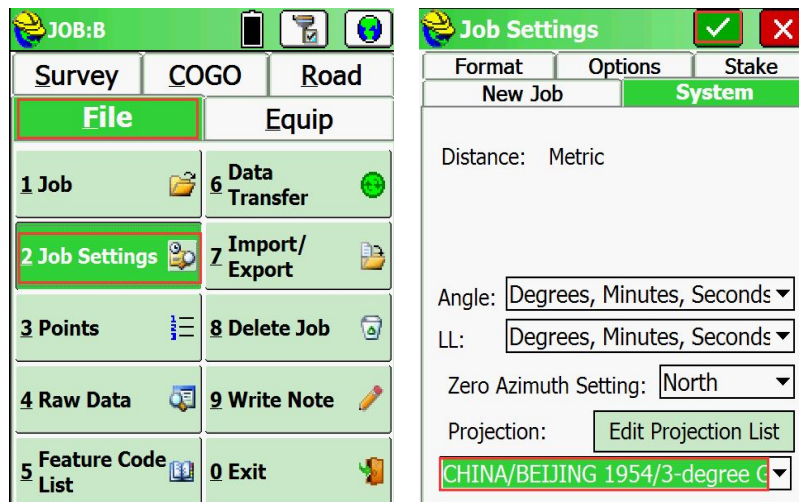 JOB:B
Survey COGO Road
File Equip
1 Job
6 Data Transfer
2 Job Settings
7 Import/
Export
3 Points
8 Delete Job
4 Raw Data
9 Write Note
5 Feature Code
List
0 Exit
Job Settings
Format Options Stake
New Job System
Distance: Metric
Angle: Degrees, Minutes, Seconds
LL: Degrees, Minutes, Seconds
Zero Azimuth Setting: North
Projection: Edit Projection List
CHINA/BEIJING 1954/3-degree G